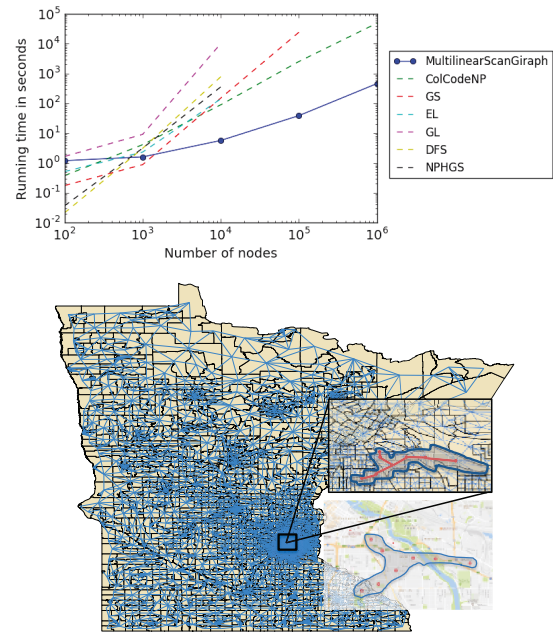 10^5
10^4
10^3
10^2
10^1
10^0
10^-1
10^-2
Running time in seconds
10^2
10^3
10^4
10^5
10^6
Number of nodes
MultilinearScanGiraph
ColCodeNP
GS
EL
GL
DFS
NPHGS